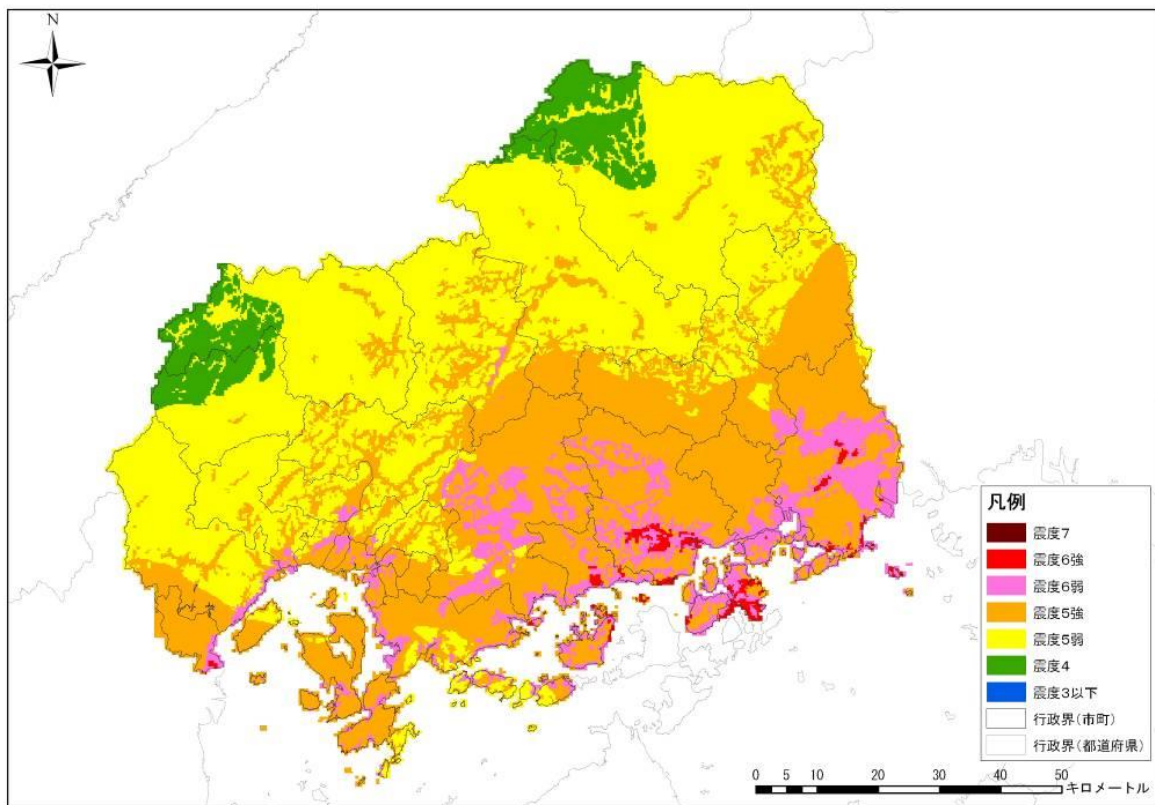 N
凡例
震度7
震度6強
震度6弱
震度5強
震度5弱
震度4
震度3以下
行政界(市町)
行政界(都道府県)
0 5 10 20 30 40 50
キロメートル